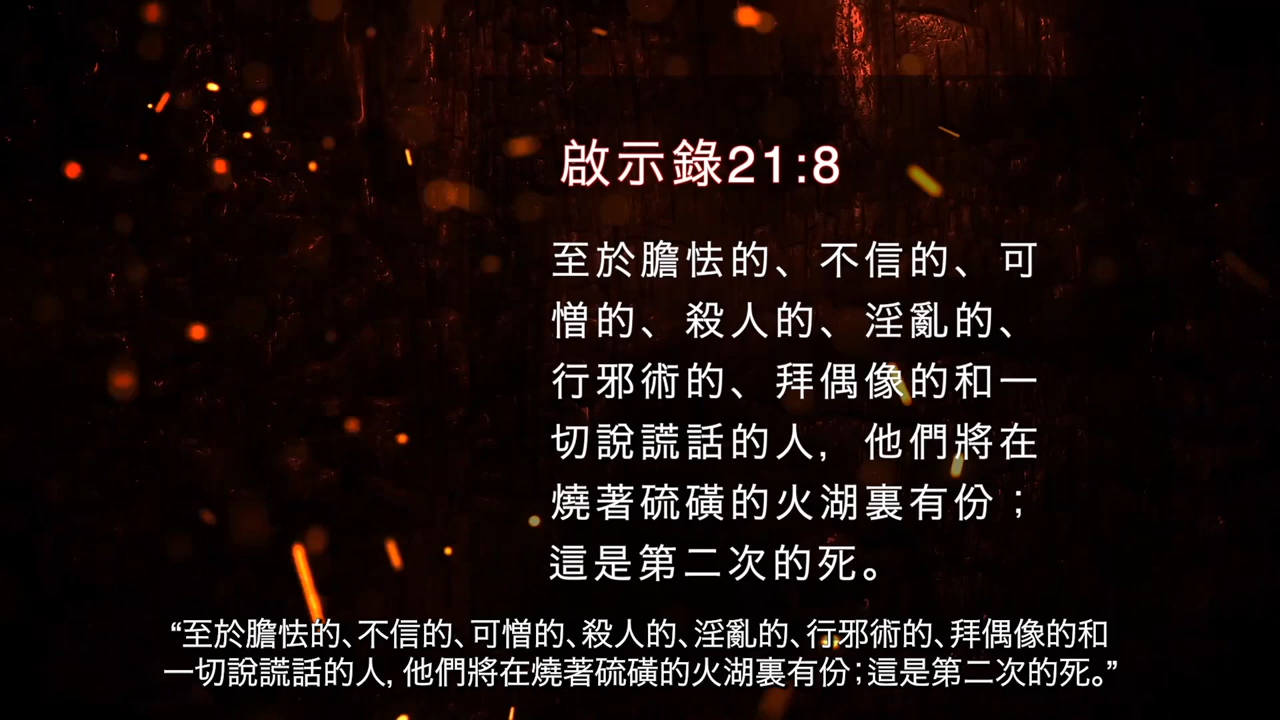 啟示錄21:8
至於膽怯的、不信的、可
憎的、殺人的、淫亂的、
行邪術的、拜偶像的和一
切說謊話的人, 他們將在
燒著硫磺的火湖裏有份；
這是第二次的死。
“至於膽怯的、不信的、可憎的、殺人的、淫亂的、行邪術的、拜偶像的和
一切說謊話的人, 他們將在燒著硫磺的火湖裏有份；這是第二次的死。”